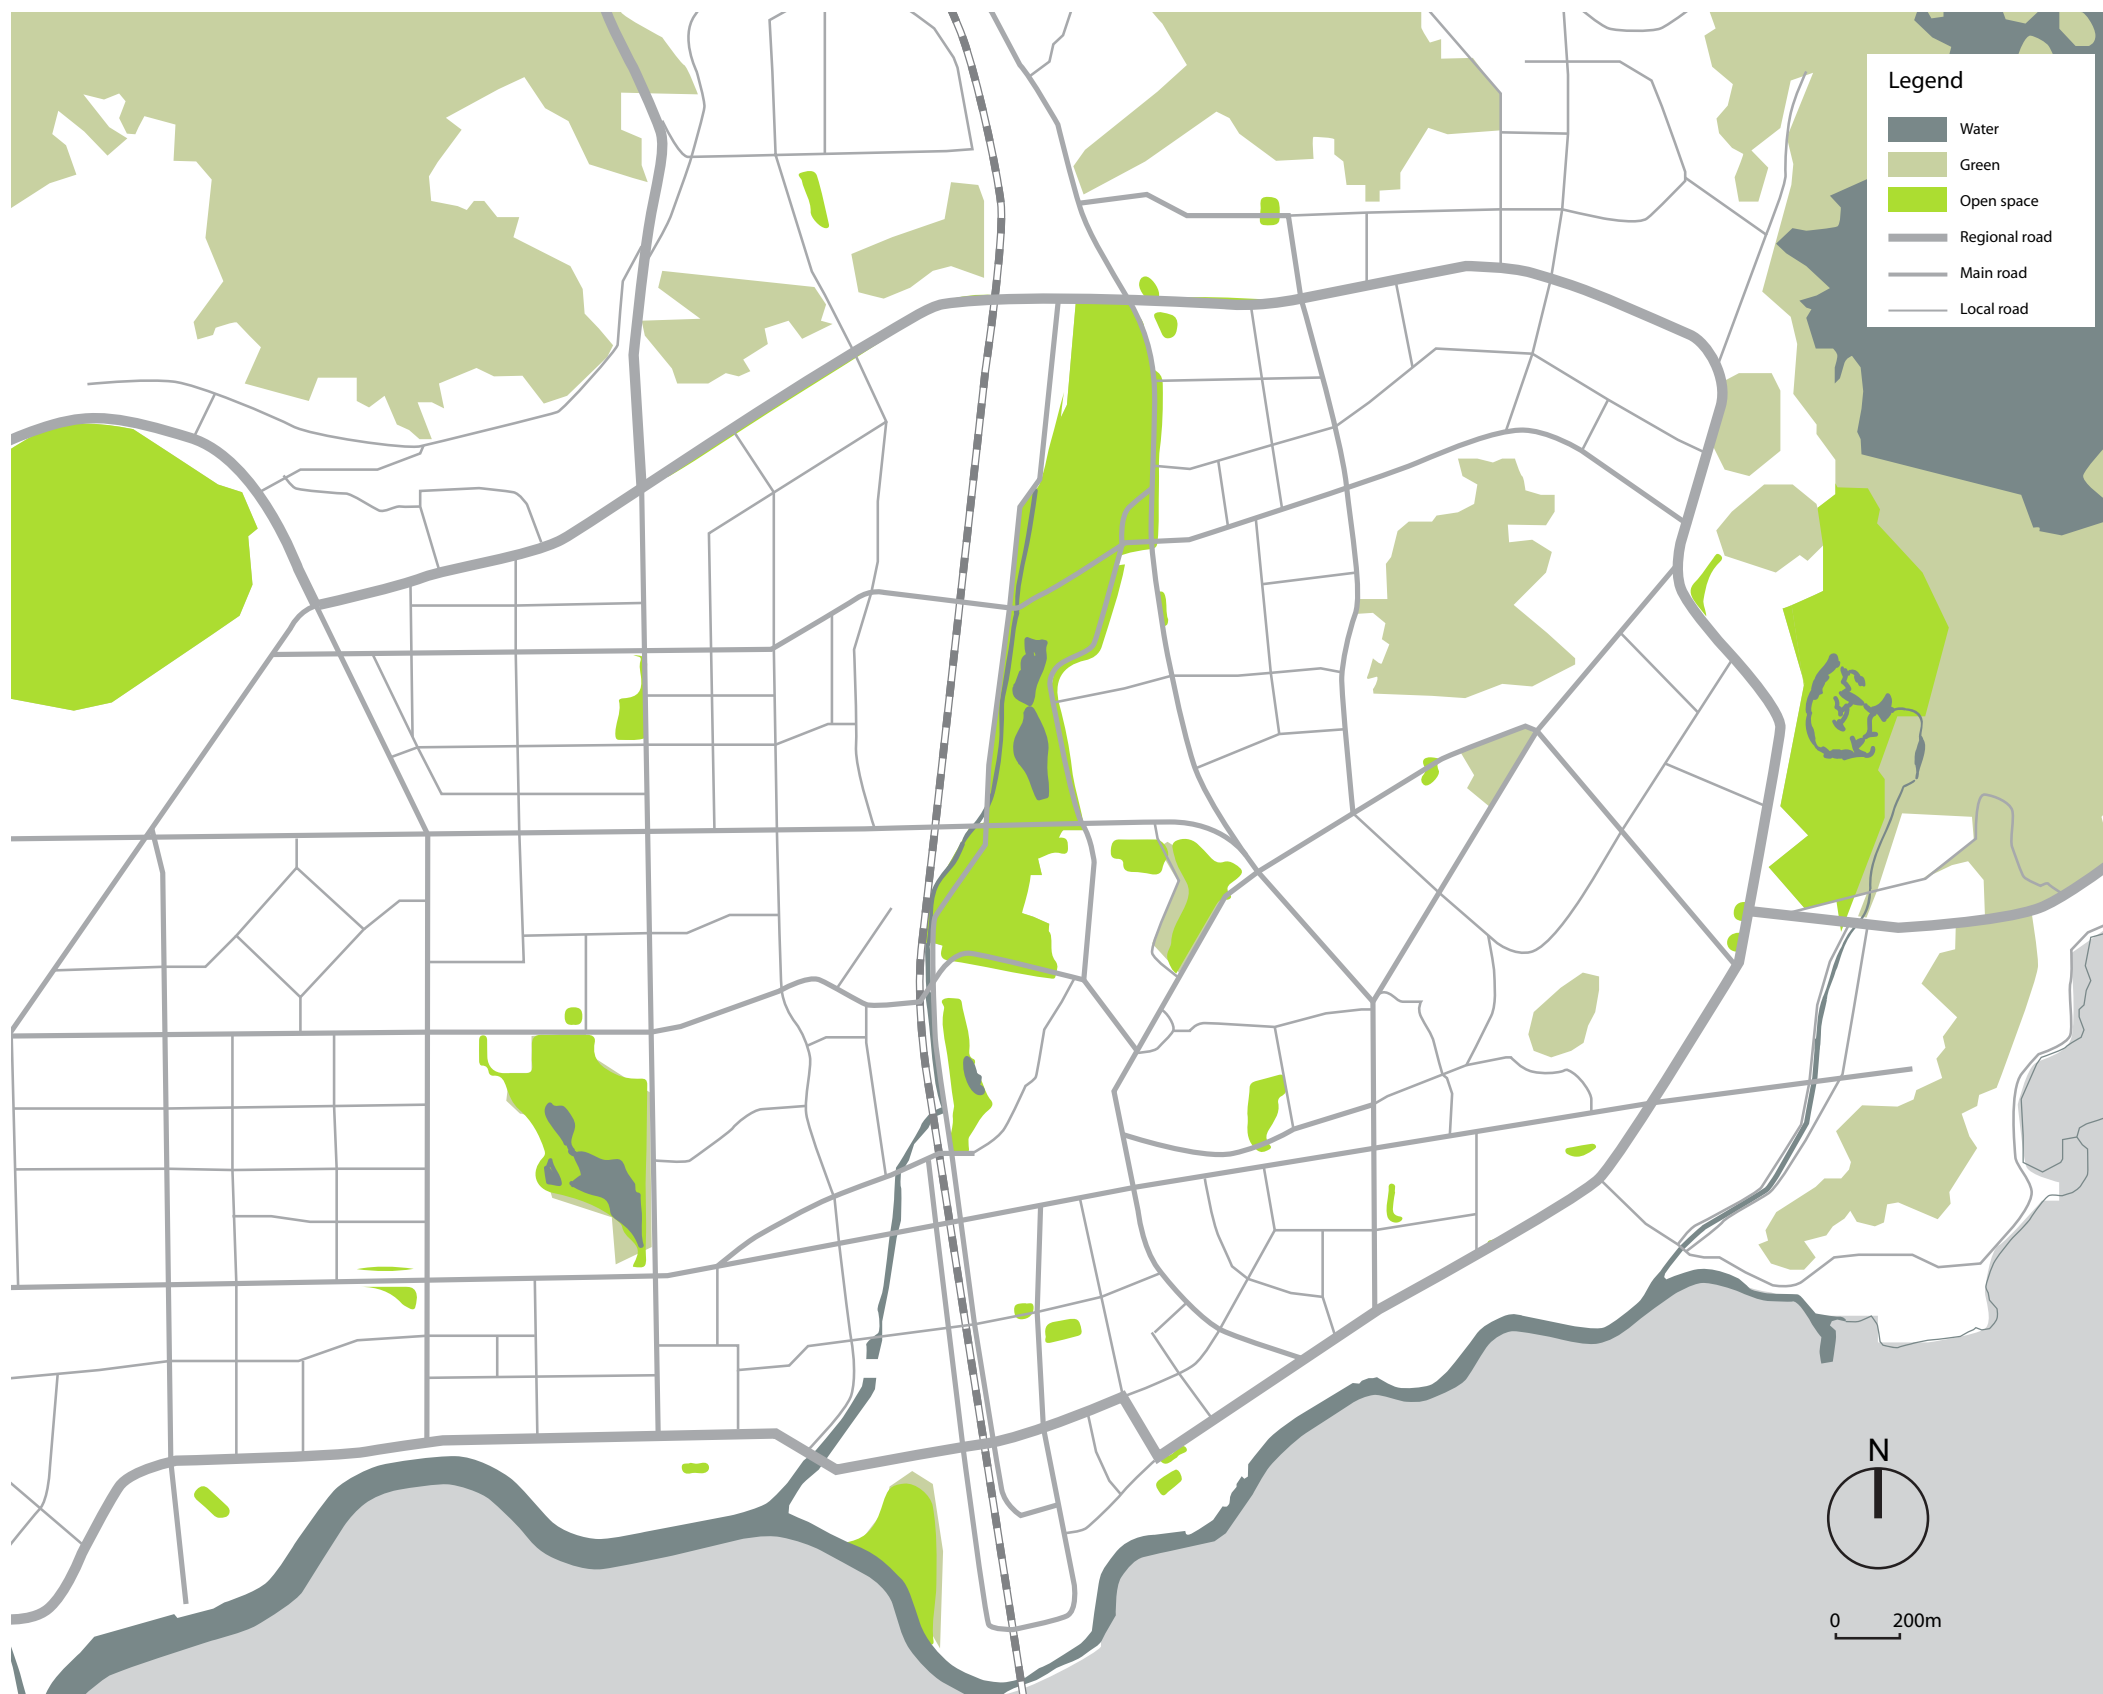 Legend
Water
Green
Open space
Regional road
Main road
Local road
N
0 200m